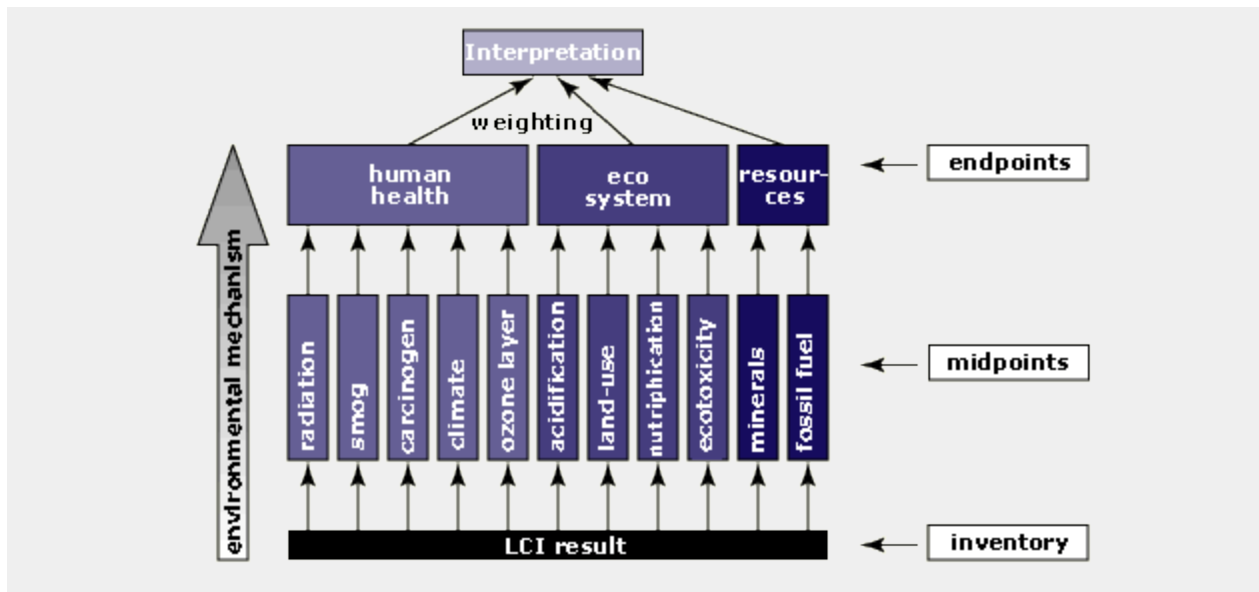 Interpretation
weighting
human
health
eco
system
resour-
ces
endpoints
environmental mechanism
radiation
smog
carcinogen
climate
ozone layer
acidification
land-use
nutriphication
ecotoxicity
minerals
fossil fuel
midpoints
LCI result
inventory